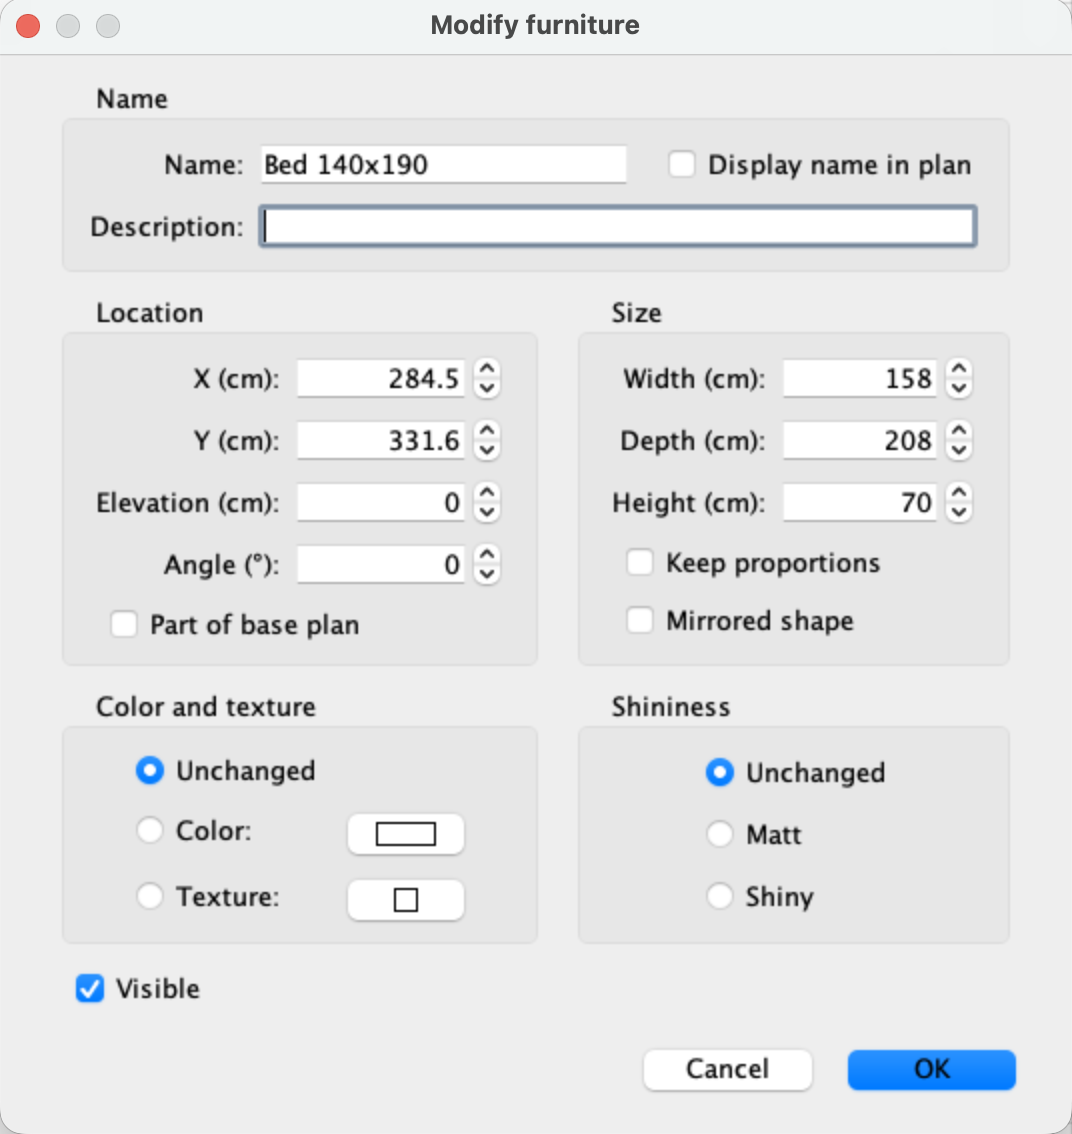 Modify furniture
Name
Name: Bed 140x190 Display name in plan
Description:
Location
X (cm): 284.5
Y (cm): 331.6
Elevation (cm): 0
Angle (°): 0
Part of base plan
Size
Width (cm): 158
Depth (cm): 208
Height (cm): 70
Keep proportions
Mirrored shape
Color and texture
Unchanged
Color:
Texture:
Shininess
Unchanged
Matt
Shiny
Visible
Cancel OK